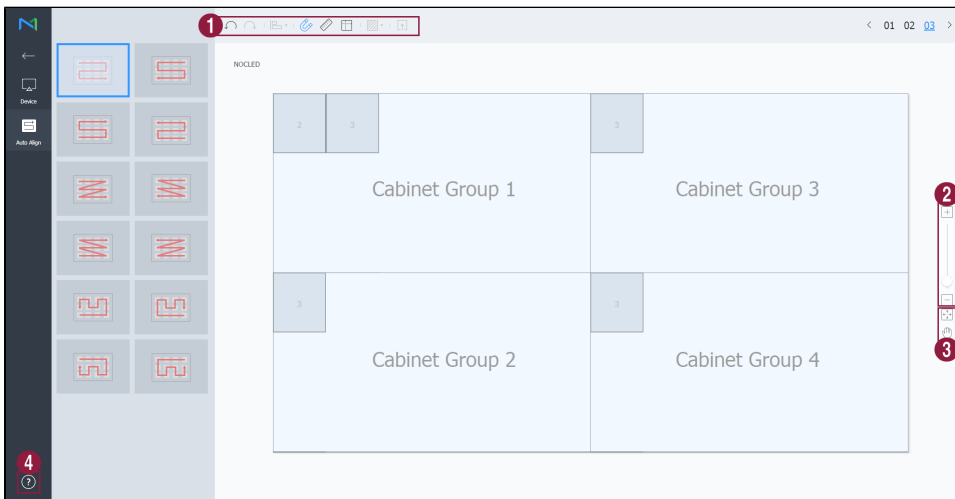 1
01 02 03
Device
Auto Align
NOCLED
2 3
3
Cabinet Group 1
Cabinet Group 3
2
3
3
Cabinet Group 2
Cabinet Group 4
3
4
?